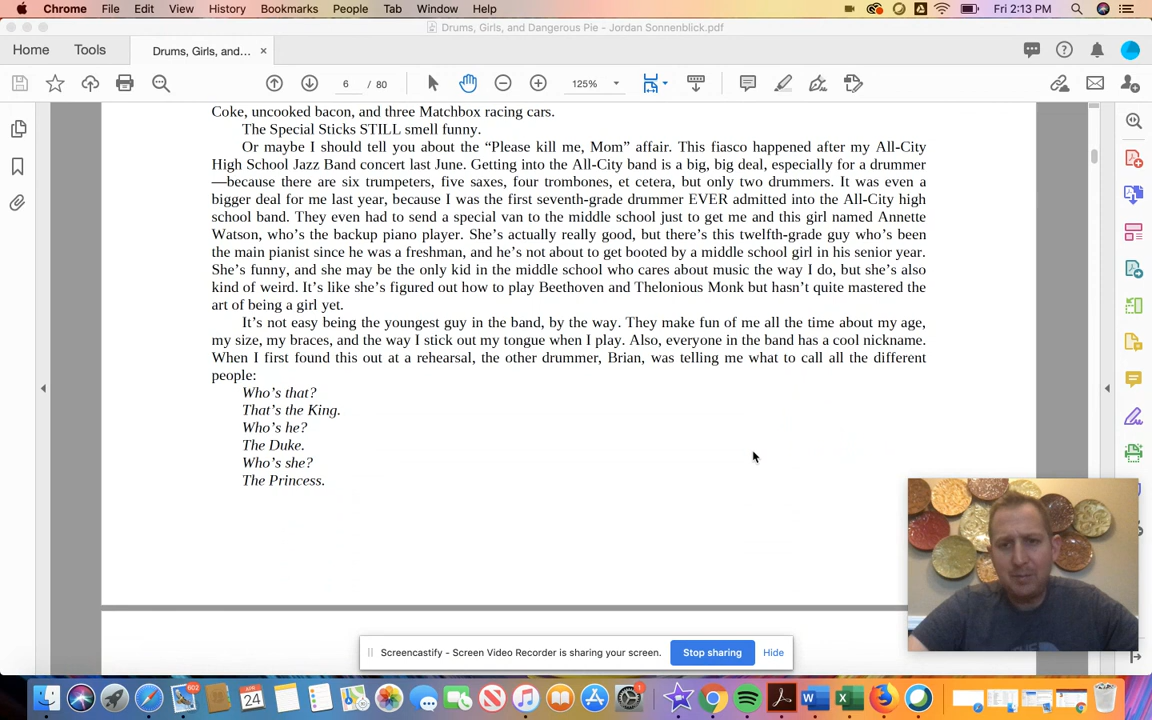 Chrome File Edit View History Bookmarks People Tab Window Help Fri 2:13 PM
Drums, Girls, and Dangerous Pie - Jordan Sonnenblick.pdf
Home Tools Drums, Girls, and... ×
6 / 80 125%
Coke, uncooked bacon, and three Matchbox racing cars.
The Special Sticks STILL smell funny.
Or maybe I should tell you about the “Please kill me, Mom” affair. This fiasco happened after my All-City
High School Jazz Band concert last June. Getting into the All-City band is a big, big deal, especially for a drummer
—because there are six trumpeters, five saxes, four trombones, et cetera, but only two drummers. It was even a
bigger deal for me last year, because I was the first seventh-grade drummer EVER admitted into the All-City high
school band. They even had to send a special van to the middle school just to get me and this girl named Annette
Watson, who’s the backup piano player. She’s actually really good, but there’s this twelfth-grade guy who’s been
the main pianist since he was a freshman, and he’s not about to get booted by a middle school girl in his senior year.
She’s funny, and she may be the only kid in the middle school who cares about music the way I do, but she’s also
kind of weird. It’s like she’s figured out how to play Beethoven and Thelonious Monk but hasn’t quite mastered the
art of being a girl yet.
It’s not easy being the youngest guy in the band, by the way. They make fun of me all the time about my age,
my size, my braces, and the way I stick out my tongue when I play. Also, everyone in the band has a cool nickname.
When I first found this out at a rehearsal, the other drummer, Brian, was telling me what to call all the different
people:
Who’s that?
That’s the King.
Who’s he?
The Duke.
Who’s she?
The Princess.
Screencastify - Screen Video Recorder is sharing your screen. Stop sharing Hide
602
APR
24
1